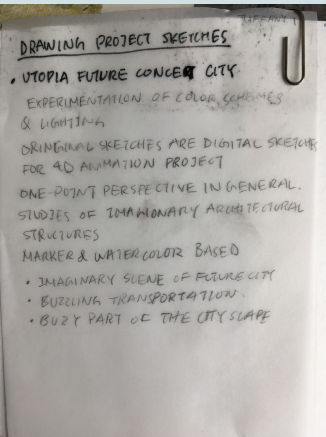 TIFFANY
DRAWING PROJECT SKETCHES
• UTOPIA FUTURE CONCEPT CITY.
EXPERIMENTATION OF COLOR SCHEMES
& LIGHTING
ORINGINAL SKETCHES ARE DIGITAL SKETCHES
FOR 4D ANIMATION PROJECT
ONE-POINT PERSPECTIVE IN GENERAL.
STUDIES OF IMAGIONARY ARCHITECTURAL
STRUCTURES
MARKER & WATERCOLOR BASED
• IMAGINARY SCENE OF FUTURE CITY
• BUZZLING TRANSPORTATION.
• BUZY PART OF THE CITYSCAPE